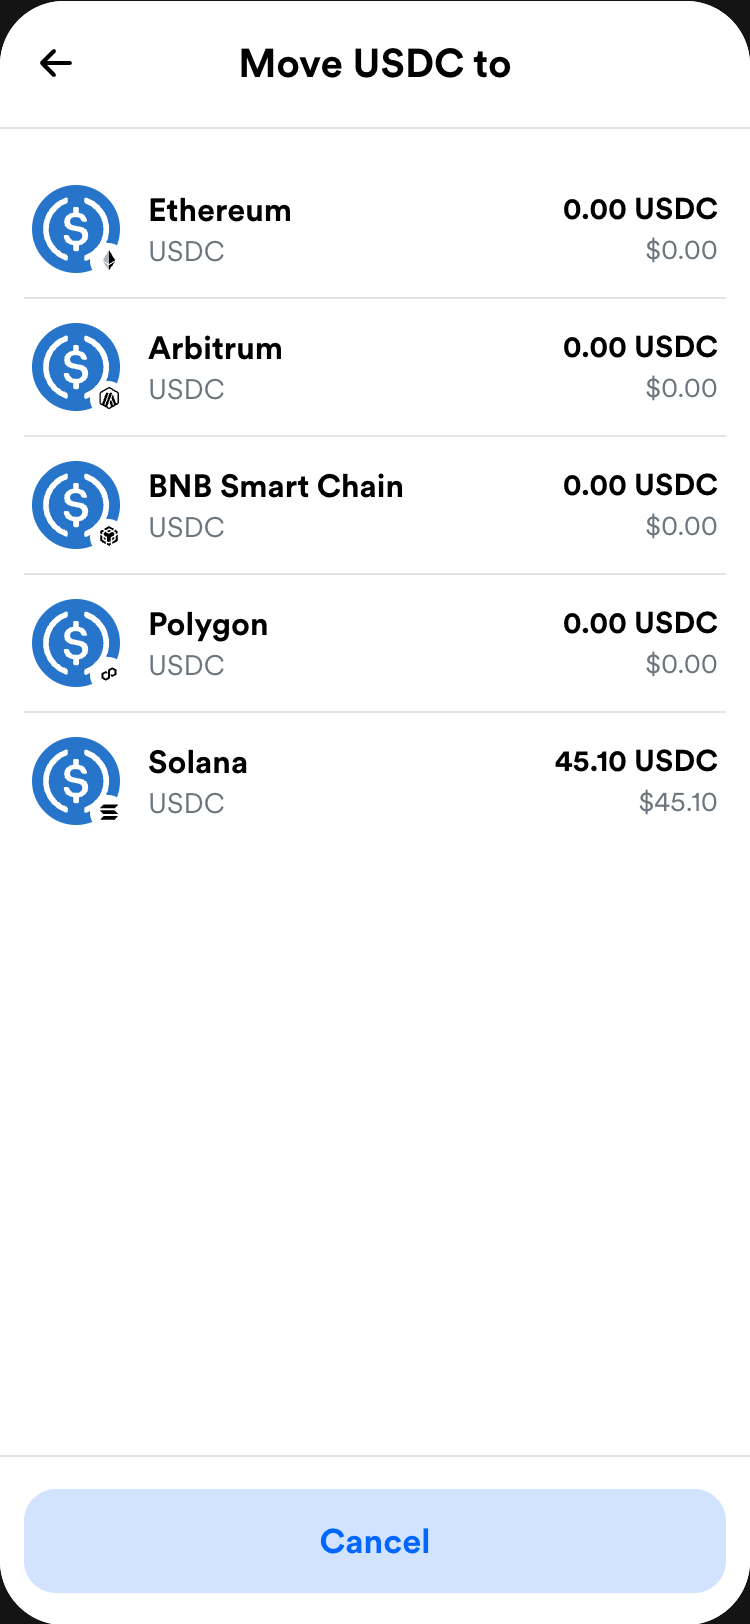 Move USDC to
Ethereum
0.00 USDC
USDC
$0.00
Arbitrum
0.00 USDC
USDC
$0.00
BNB Smart Chain
0.00 USDC
USDC
$0.00
Polygon
0.00 USDC
USDC
$0.00
Solana
45.10 USDC
USDC
$45.10
Cancel